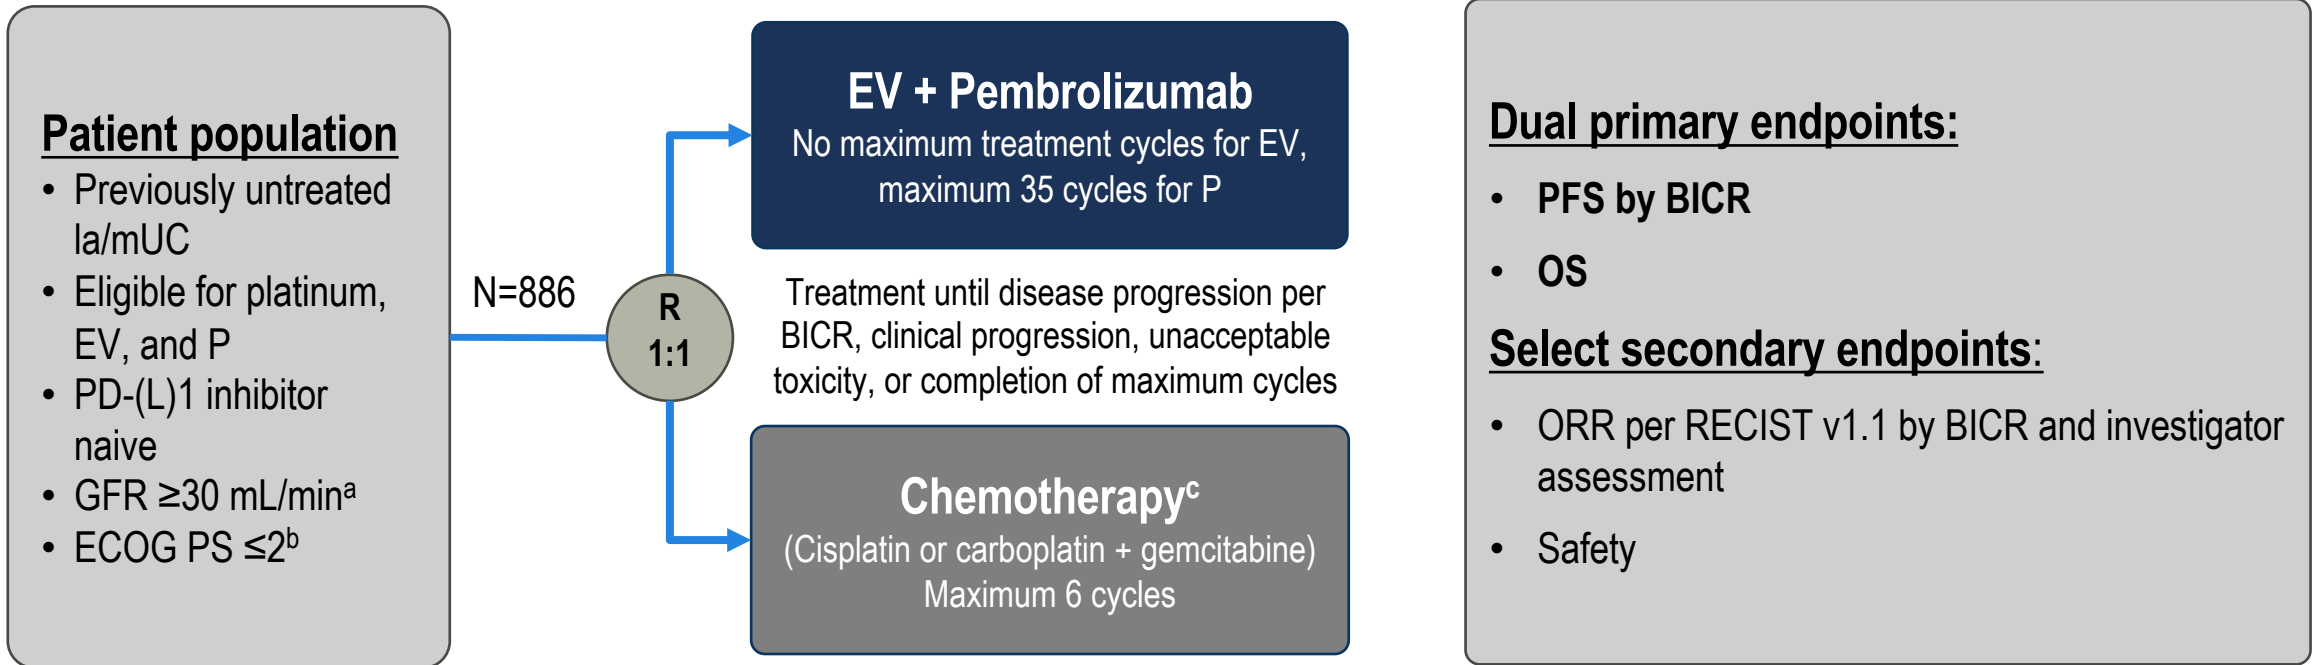 Patient population
• Previously untreated
la/mUC
• Eligible for platinum,
EV, and P
• PD-(L)1 inhibitor
naive
• GFR ≥30 mL/minᵃ
• ECOG PS ≤2ᵇ
N=886
R
1:1
EV + Pembrolizumab
No maximum treatment cycles for EV,
maximum 35 cycles for P
Treatment until disease progression per
BICR, clinical progression, unacceptable
toxicity, or completion of maximum cycles
Chemotherapyᶜ
(Cisplatin or carboplatin + gemcitabine)
Maximum 6 cycles
Dual primary endpoints:
• PFS by BICR
• OS
Select secondary endpoints:
• ORR per RECIST v1.1 by BICR and investigator
assessment
• Safety